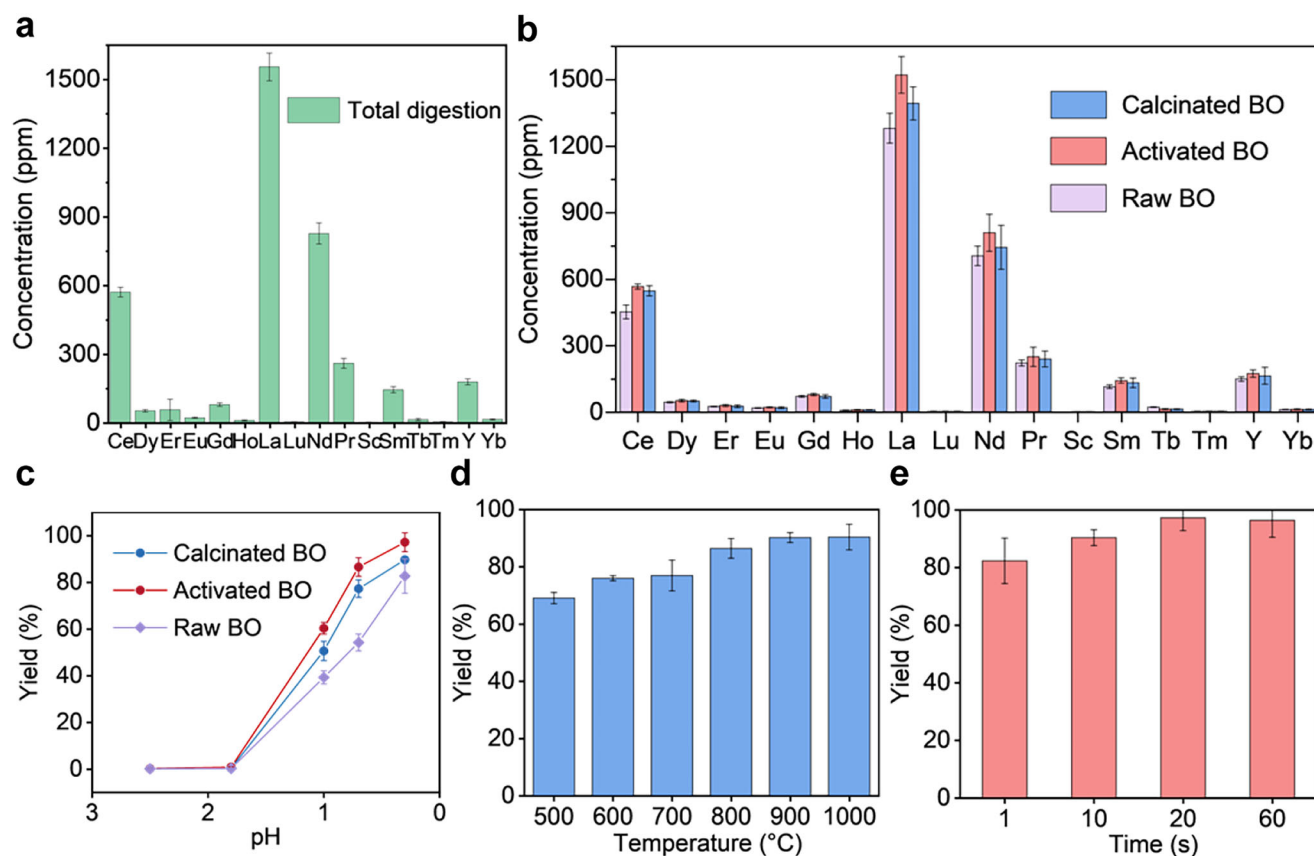 a
1500
1200
900
600
300
0
Concentration (ppm)
Total digestion
Ce Dy Er Eu Gd Ho La Lu Nd Pr Sc Sm Tb Tm Y Yb
b
1500
1200
900
600
300
0
Concentration (ppm)
Calcinated BO
Activated BO
Raw BO
Ce Dy Er Eu Gd Ho La Lu Nd Pr Sc Sm Tb Tm Y Yb
c
100
80
60
40
20
0
Yield (%)
Calcinated BO
Activated BO
Raw BO
3 2 1 0
pH
d
100
80
60
40
20
0
Yield (%)
500 600 700 800 900 1000
Temperature (°C)
e
100
80
60
40
20
0
Yield (%)
1 10 20 60
Time (s)